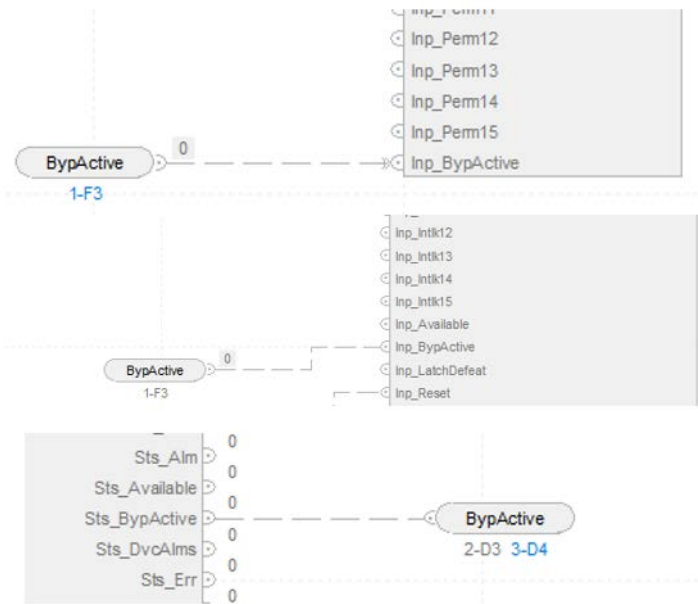 Inp_Perm12
Inp_Perm13
Inp_Perm14
Inp_Perm15
BypActive 0 Inp_BypActive
1-F3
Inp_Intlk12
Inp_Intlk13
Inp_Intlk14
Inp_Intlk15
Inp_Available
Inp_BypActive
BypActive 0 Inp_LatchDefeat
1-F3 Inp_Reset
Sts_Alm 0
Sts_Available 0
Sts_BypActive 0 BypActive
Sts_DvcAlms 0 2-D3 3-D4
Sts_Err 0
0